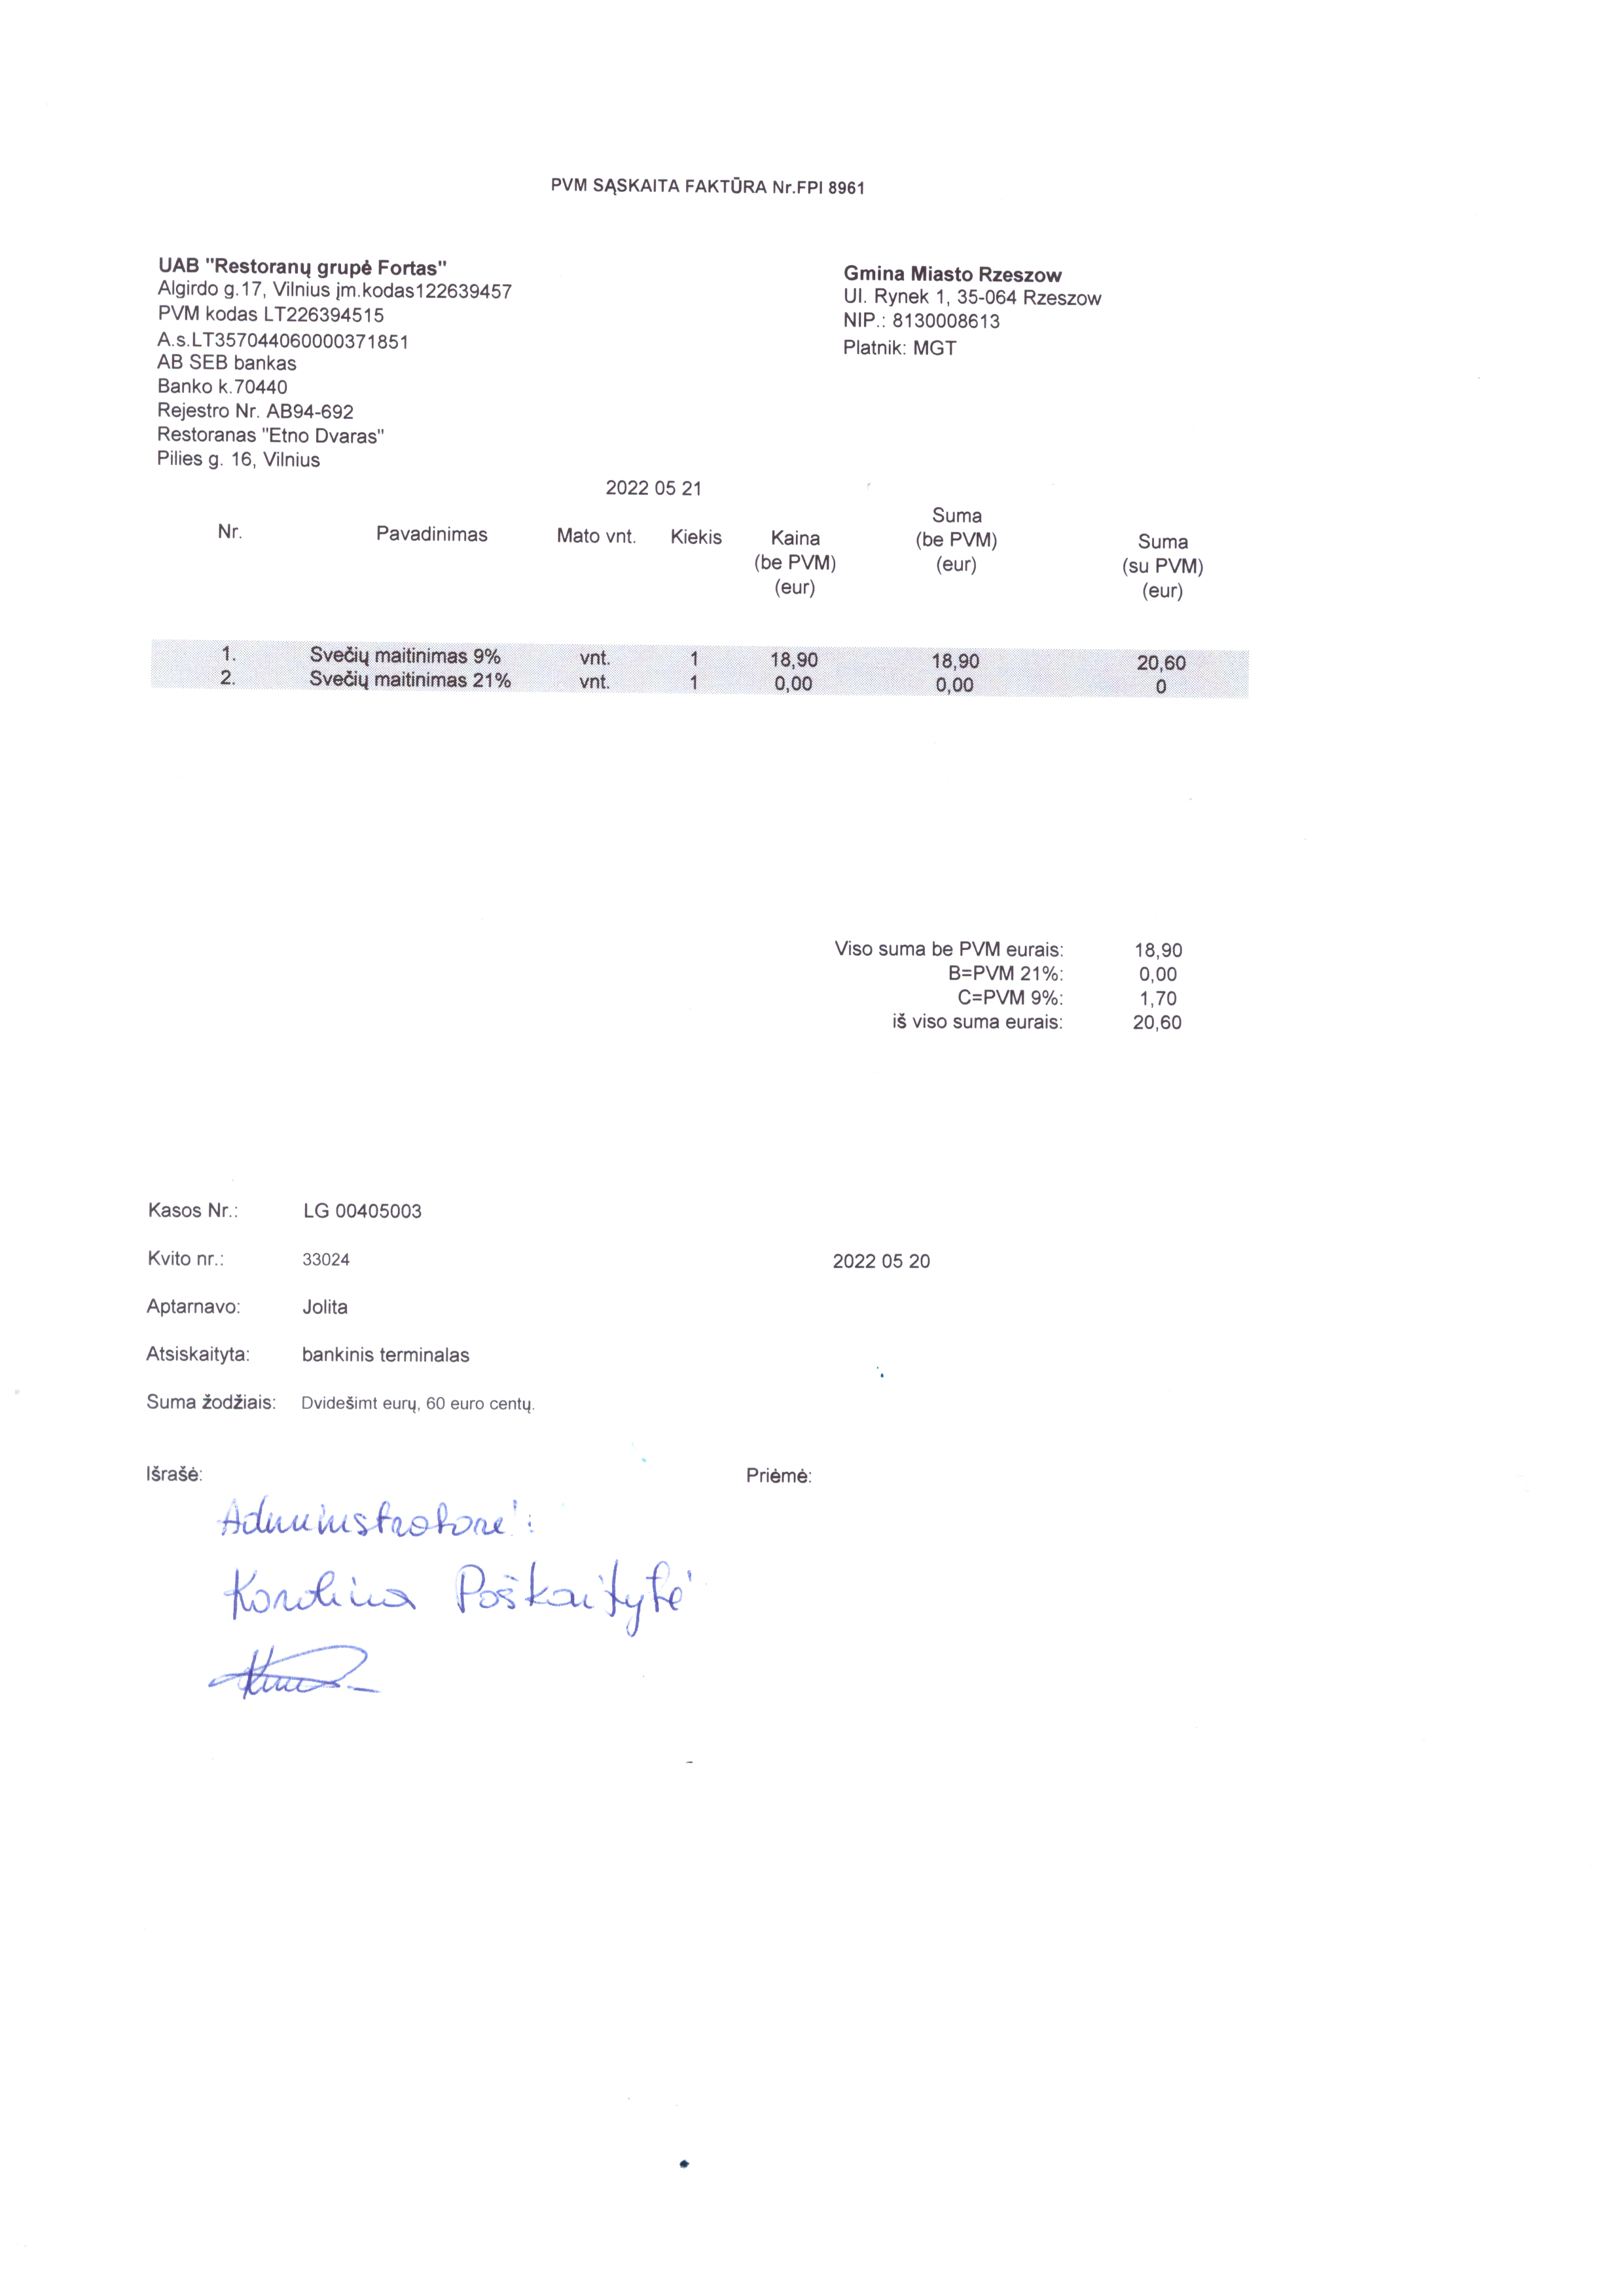 PVM SĄSKAITA FAKTŪRA Nr.FPI 8961
UAB "Restoranų grupė Fortas"
Algirdo g.17, Vilnius įm.kodas122639457
PVM kodas LT226394515
A.s.LT357044060000371851
AB SEB bankas
Banko k.70440
Rejestro Nr. AB94-692
Restoranas "Etno Dvaras"
Pilies g. 16, Vilnius
Gmina Miasto Rzeszow
Ul. Rynek 1, 35-064 Rzeszow
NIP.: 8130008613
Platnik: MGT
2022 05 21
Nr. Pavadinimas Mato vnt. Kiekis Kaina (be PVM) (eur) Suma (be PVM) (eur) Suma (su PVM) (eur)
1. Svečių maitinimas 9% vnt. 1 18,90 18,90 20,60
2. Svečių maitinimas 21% vnt. 1 0,00 0,00 0
Viso suma be PVM eurais: 18,90
B=PVM 21%: 0,00
C=PVM 9%: 1,70
iš viso suma eurais: 20,60
Kasos Nr.: LG 00405003
Kvito nr.: 33024 2022 05 20
Aptarnavo: Jolita
Atsiskaityta: bankinis terminalas
Suma žodžiais: Dvidešimt eurų, 60 euro centų.
Išrašė: Priėmė:
Administratorė:
Karolina Poškaitytė